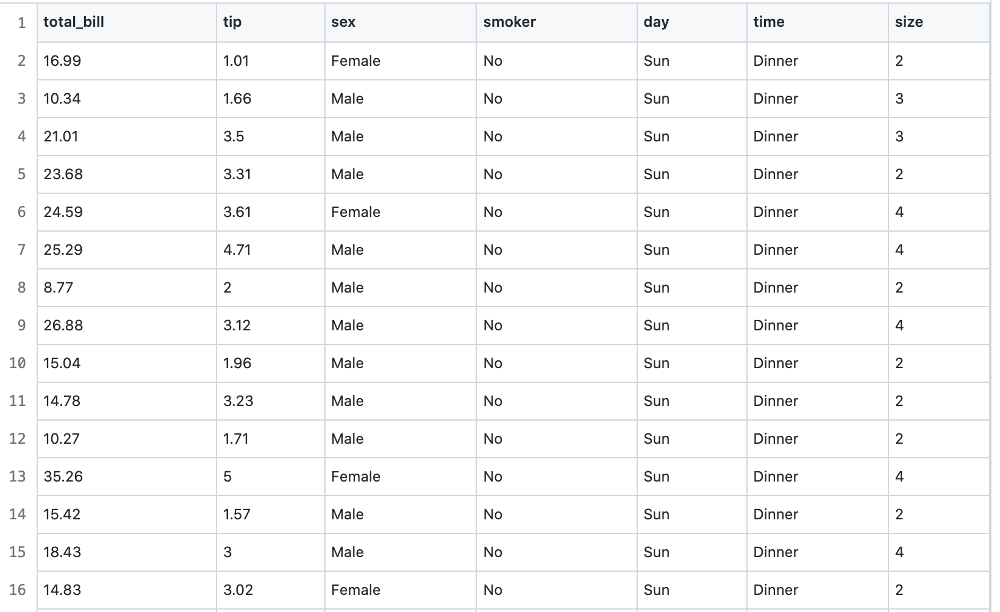 1 total_bill tip sex smoker day time size
2 16.99 1.01 Female No Sun Dinner 2
3 10.34 1.66 Male No Sun Dinner 3
4 21.01 3.5 Male No Sun Dinner 3
5 23.68 3.31 Male No Sun Dinner 2
6 24.59 3.61 Female No Sun Dinner 4
7 25.29 4.71 Male No Sun Dinner 4
8 8.77 2 Male No Sun Dinner 2
9 26.88 3.12 Male No Sun Dinner 4
10 15.04 1.96 Male No Sun Dinner 2
11 14.78 3.23 Male No Sun Dinner 2
12 10.27 1.71 Male No Sun Dinner 2
13 35.26 5 Female No Sun Dinner 4
14 15.42 1.57 Male No Sun Dinner 2
15 18.43 3 Male No Sun Dinner 4
16 14.83 3.02 Female No Sun Dinner 2